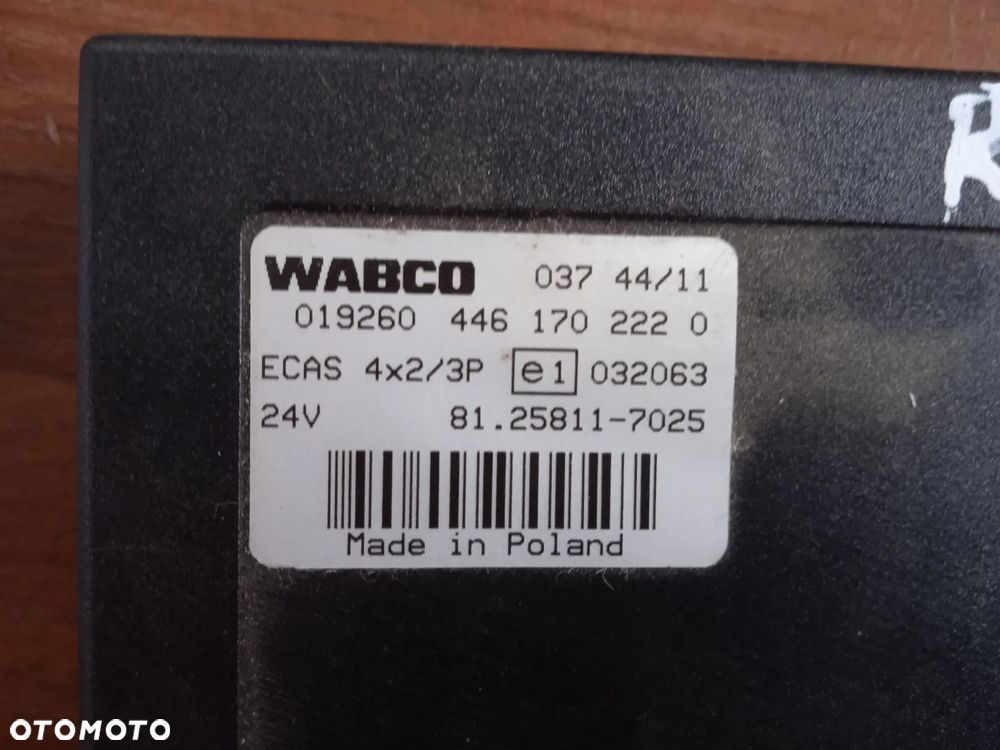 WABCO 037 44/11
019260 446 170 222 0
ECAS 4x2/3P e1 032063
24V 81.25811-7025
Made in Poland
OTOMOTO